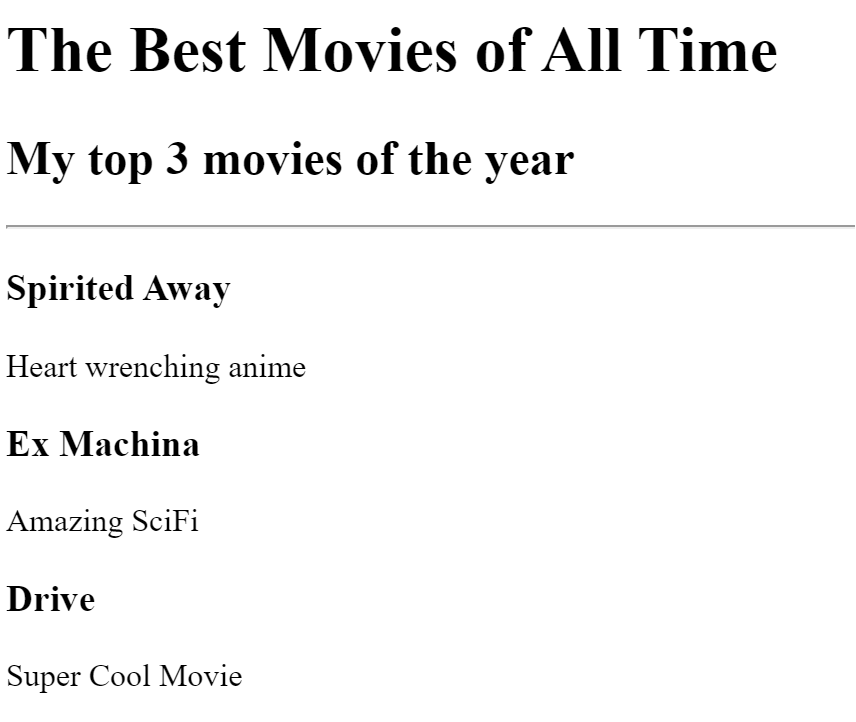 The Best Movies of All Time
My top 3 movies of the year
Spirited Away
Heart wrenching anime
Ex Machina
Amazing SciFi
Drive
Super Cool Movie